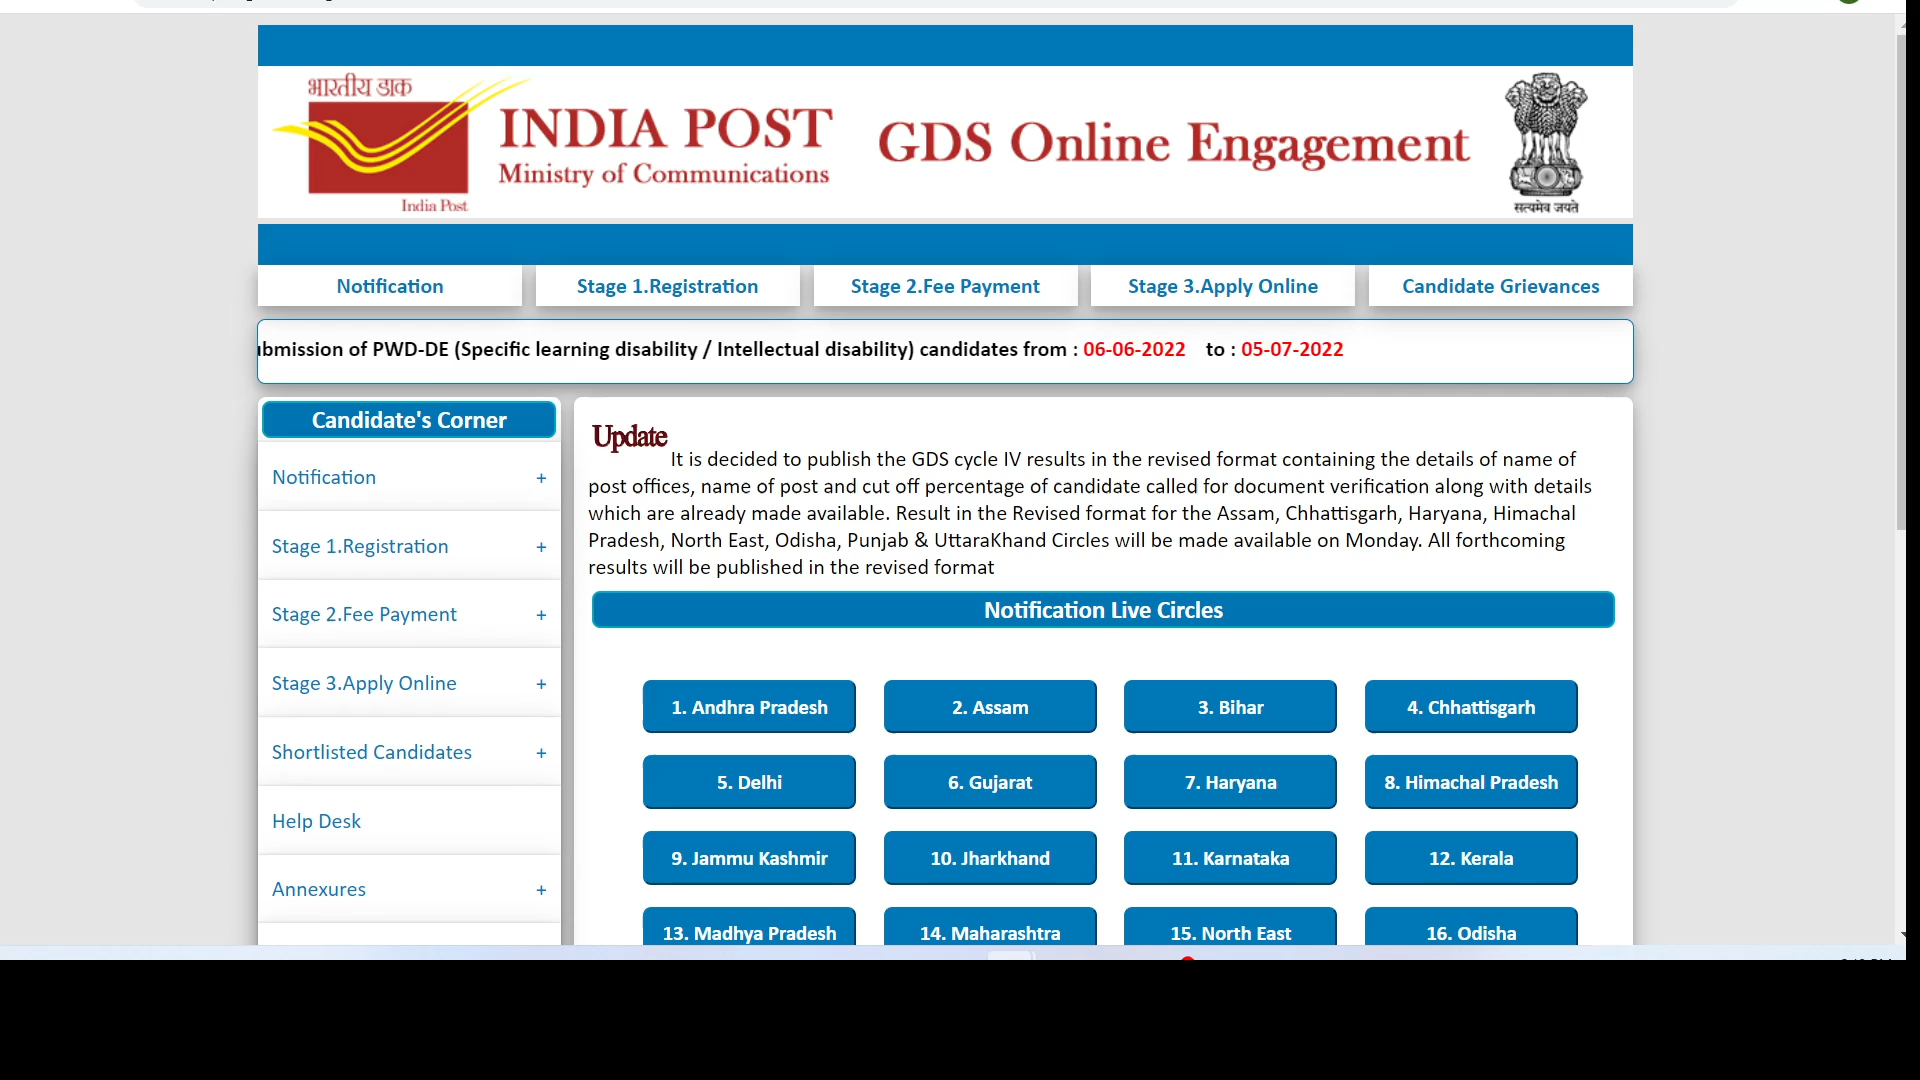 भारतीय डाक
INDIA POST
Ministry of Communications
India Post
GDS Online Engagement
सत्यमेव जयते
Notification
Stage 1.Registration
Stage 2.Fee Payment
Stage 3.Apply Online
Candidate Grievances
of PWD-DE (Specific learning disability / Intellectual disability) candidates from : 06-06-2022 to : 05-07-2022
Candidate's Corner
Notification +
Stage 1.Registration +
Stage 2.Fee Payment +
Stage 3.Apply Online +
Shortlisted Candidates +
Help Desk
Annexures +
Update
It is decided to publish the GDS cycle IV results in the revised format containing the details of name of
post offices, name of post and cut off percentage of candidate called for document verification along with details
which are already made available. Result in the Revised format for the Assam, Chhattisgarh, Haryana, Himachal
Pradesh, North East, Odisha, Punjab & UttaraKhand Circles will be made available on Monday. All forthcoming
results will be published in the revised format
Notification Live Circles
1. Andhra Pradesh
2. Assam
3. Bihar
4. Chhattisgarh
5. Delhi
6. Gujarat
7. Haryana
8. Himachal Pradesh
9. Jammu Kashmir
10. Jharkhand
11. Karnataka
12. Kerala
13. Madhya Pradesh
14. Maharashtra
15. North East
16. Odisha